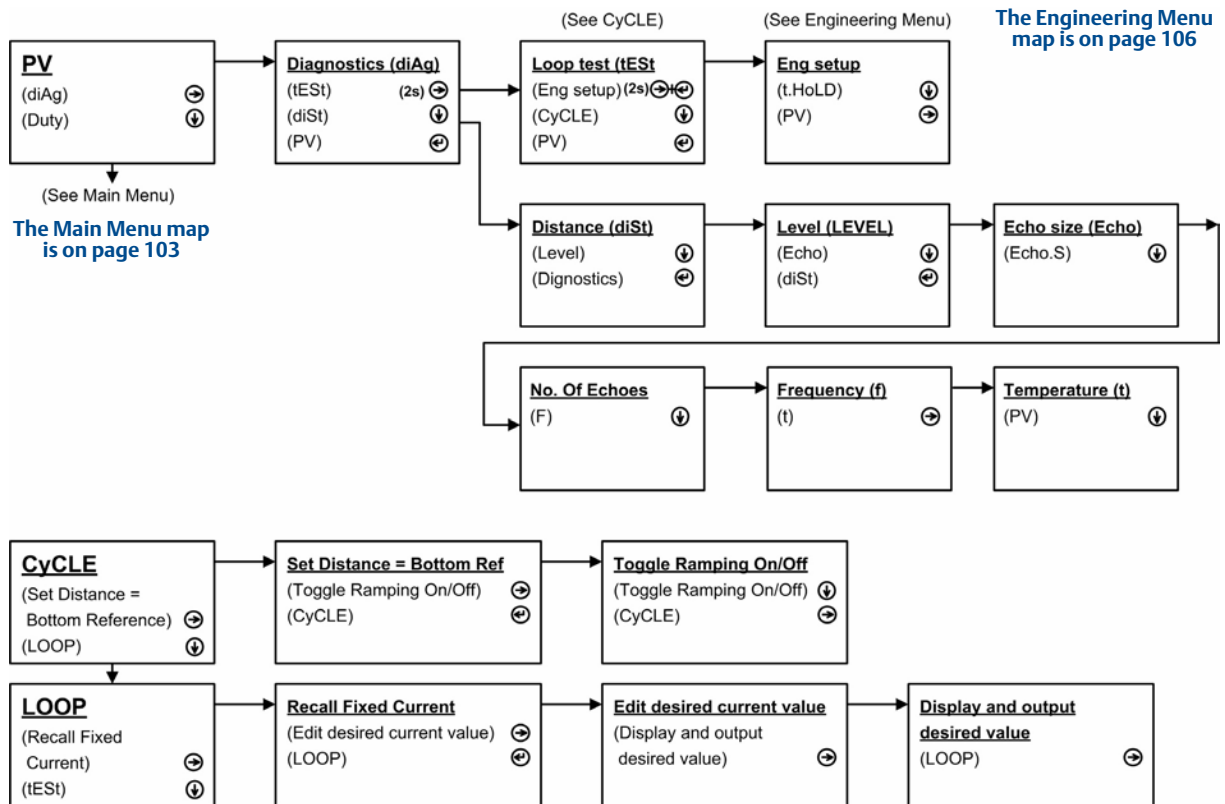 (See CyCLE)
(See Engineering Menu)
The Engineering Menu
map is on page 106
PV
(diAg)
(Duty)
Diagnostics (diAg)
(tESt) (2s)
(diSt)
(PV)
Loop test (tESt
(Eng setup) (2s)
(CyCLE)
(PV)
Eng setup
(t.HoLD)
(PV)
(See Main Menu)
The Main Menu map
is on page 103
Distance (diSt)
(Level)
(Dignostics)
Level (LEVEL)
(Echo)
(diSt)
Echo size (Echo)
(Echo.S)
No. Of Echoes
(F)
Frequency (f)
(t)
Temperature (t)
(PV)
CyCLE
(Set Distance =
Bottom Reference)
(LOOP)
Set Distance = Bottom Ref
(Toggle Ramping On/Off)
(CyCLE)
Toggle Ramping On/Off
(Toggle Ramping On/Off)
(CyCLE)
LOOP
(Recall Fixed
Current)
(tESt)
Recall Fixed Current
(Edit desired current value)
(LOOP)
Edit desired current value
(Display and output
desired value)
Display and output
desired value
(LOOP)